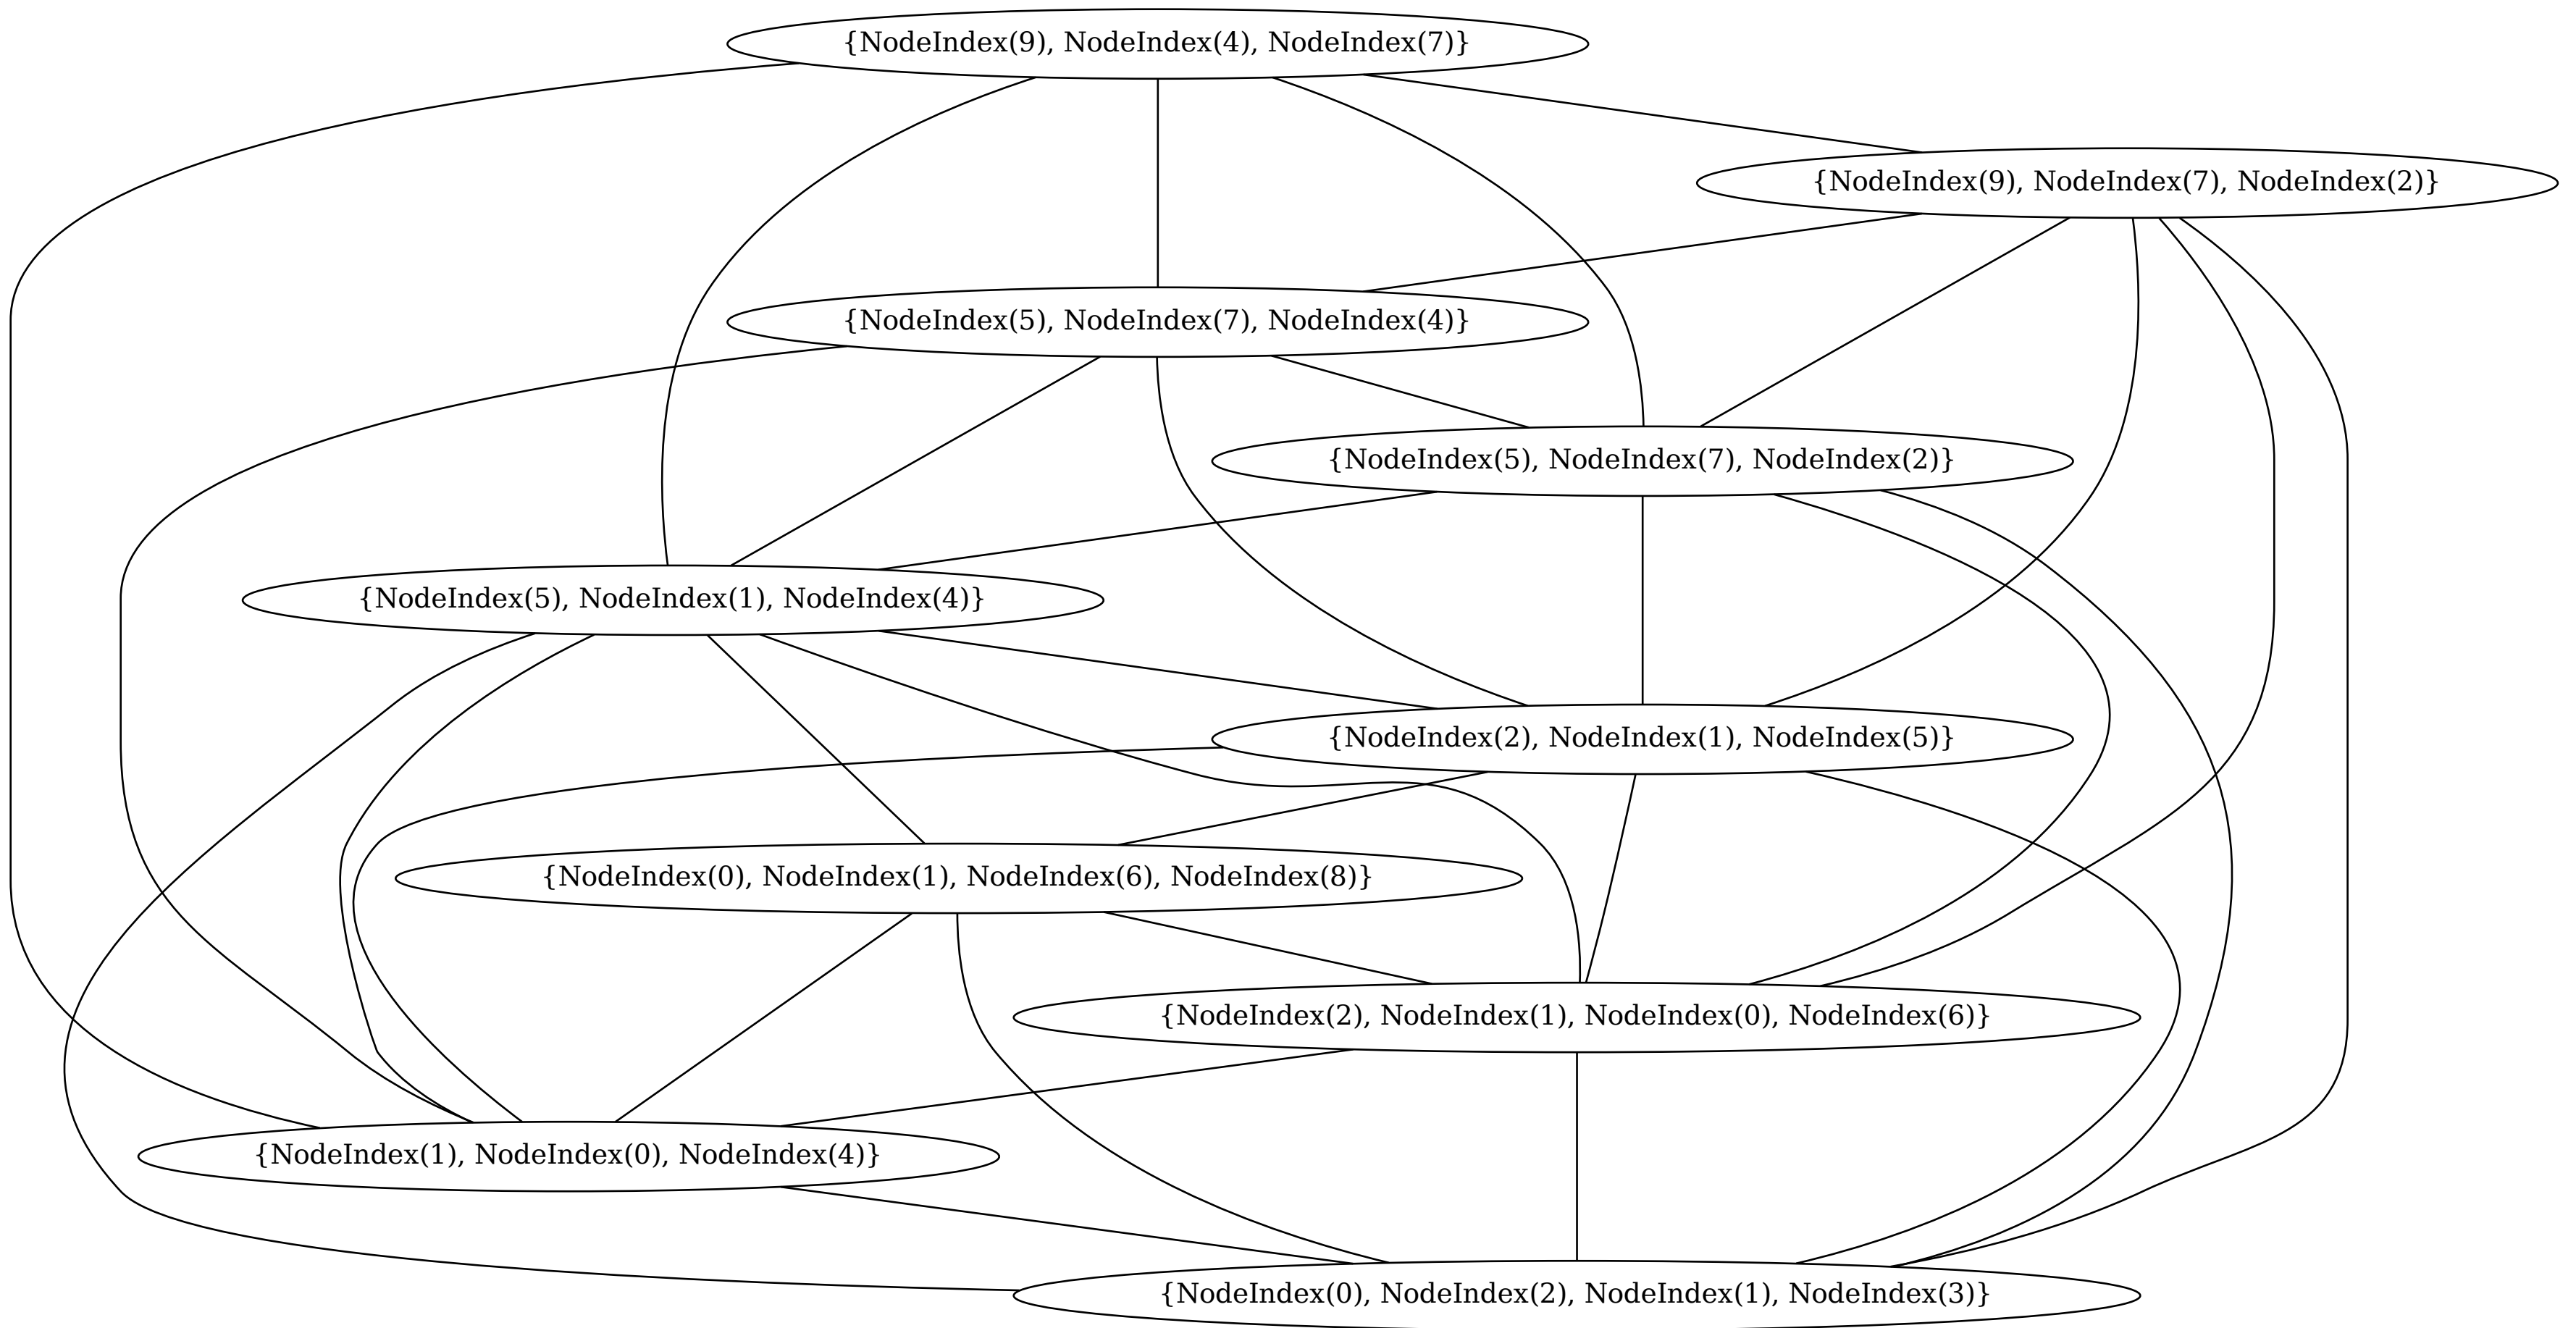 {NodeIndex(9), NodeIndex(4), NodeIndex(7)}
{NodeIndex(9), NodeIndex(7), NodeIndex(2)}
{NodeIndex(5), NodeIndex(7), NodeIndex(4)}
{NodeIndex(5), NodeIndex(7), NodeIndex(2)}
{NodeIndex(5), NodeIndex(1), NodeIndex(4)}
{NodeIndex(2), NodeIndex(1), NodeIndex(5)}
{NodeIndex(0), NodeIndex(1), NodeIndex(6), NodeIndex(8)}
{NodeIndex(2), NodeIndex(1), NodeIndex(0), NodeIndex(6)}
{NodeIndex(1), NodeIndex(0), NodeIndex(4)}
{NodeIndex(0), NodeIndex(2), NodeIndex(1), NodeIndex(3)}